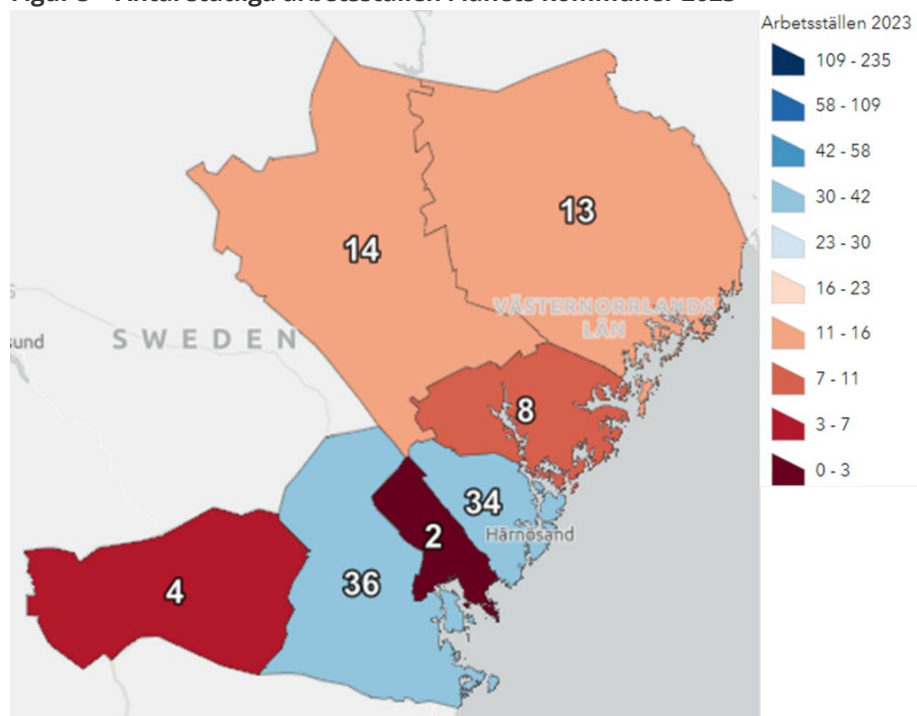 Arbetsställen 2023
109 - 235
58 - 109
42 - 58
30 - 42
23 - 30
16 - 23
11 - 16
7 - 11
3 - 7
0 - 3
13
14
VÄSTERNORRLANDS
LÄN
SWEDEN
8
34
Härnösand
2
36
4